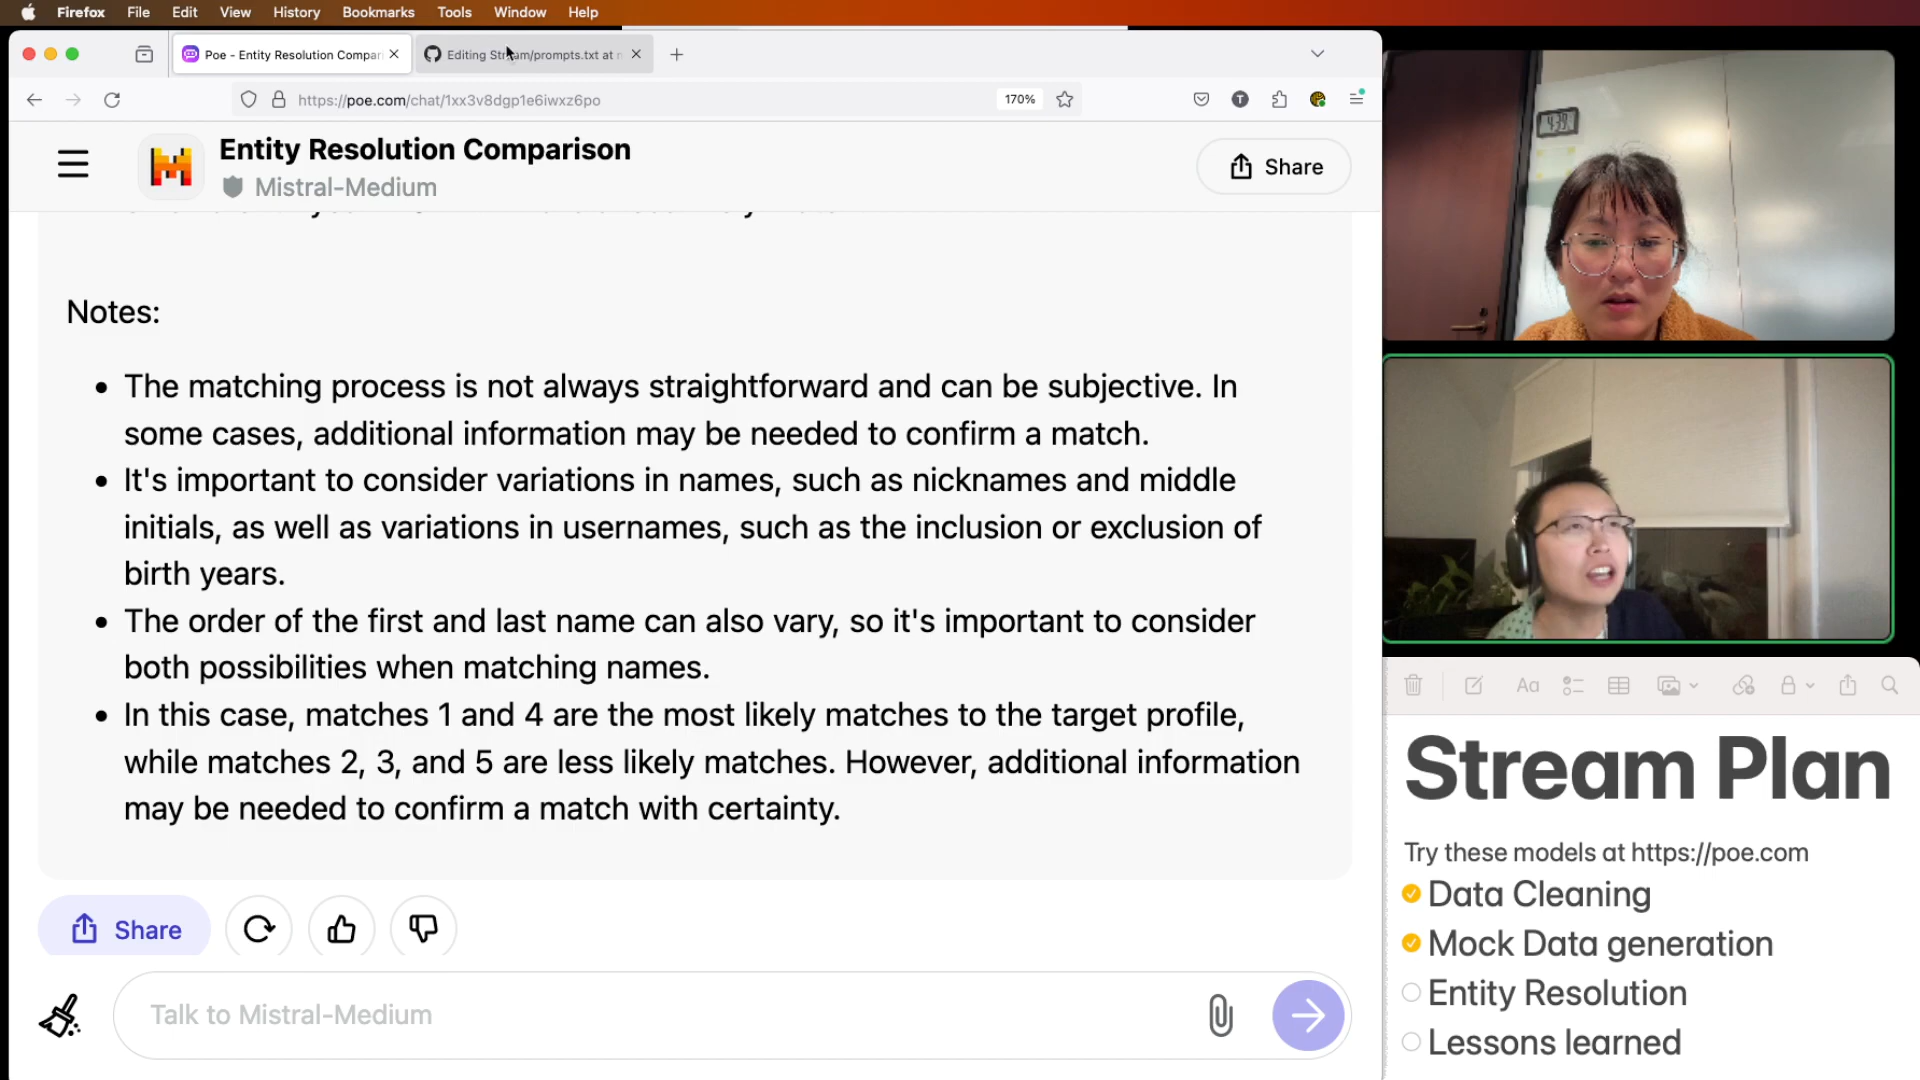 Firefox File Edit View History Bookmarks Tools Window Help
Poe - Entity Resolution Compar
Editing Stream/prompts.txt at
https://poe.com/chat/1xx3v8dgp1e6iwxz6po
170%
T
Entity Resolution Comparison
Mistral-Medium
Share
Notes:
• The matching process is not always straightforward and can be subjective. In
some cases, additional information may be needed to confirm a match.
• It's important to consider variations in names, such as nicknames and middle
initials, as well as variations in usernames, such as the inclusion or exclusion of
birth years.
• The order of the first and last name can also vary, so it's important to consider
both possibilities when matching names.
• In this case, matches 1 and 4 are the most likely matches to the target profile,
while matches 2, 3, and 5 are less likely matches. However, additional information
may be needed to confirm a match with certainty.
Share
Talk to Mistral-Medium
4:39
Aa
Stream Plan
Try these models at https://poe.com
Data Cleaning
Mock Data generation
Entity Resolution
Lessons learned